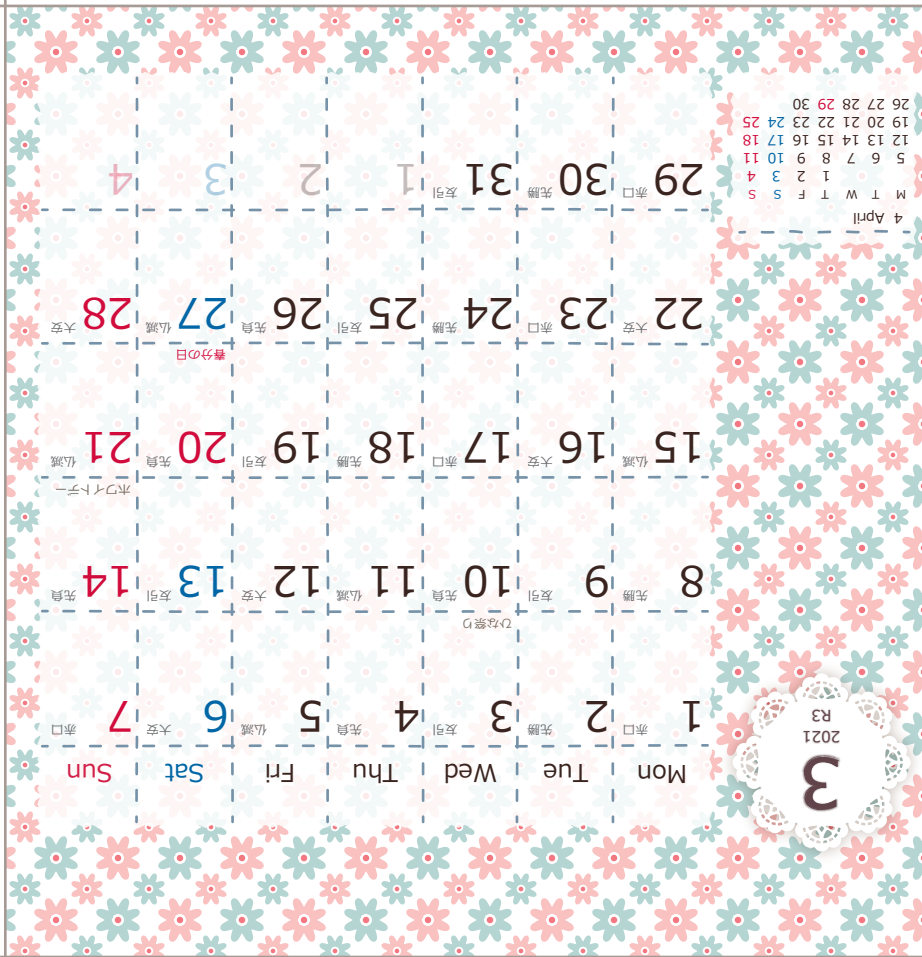 3
2021
R3
Mon Tue Wed Thu Fri Sat Sun
1 赤口 2 先勝 3 友引 4 先負 5 仏滅 6 大安 7 赤口
ひな祭り
8 先勝 9 友引 10 先負 11 仏滅 12 大安 13 友引 14 先負
ホワイトデー
15 仏滅 16 大安 17 赤口 18 先勝 19 友引 20 先負 21 仏滅
春分の日
22 大安 23 赤口 24 先勝 25 友引 26 先負 27 仏滅 28 大安
29 赤口 30 先勝 31 友引 1 2 3 4
4 April
M T W T F S S
1 2 3 4
5 6 7 8 9 10 11
12 13 14 15 16 17 18
19 20 21 22 23 24 25
26 27 28 29 30